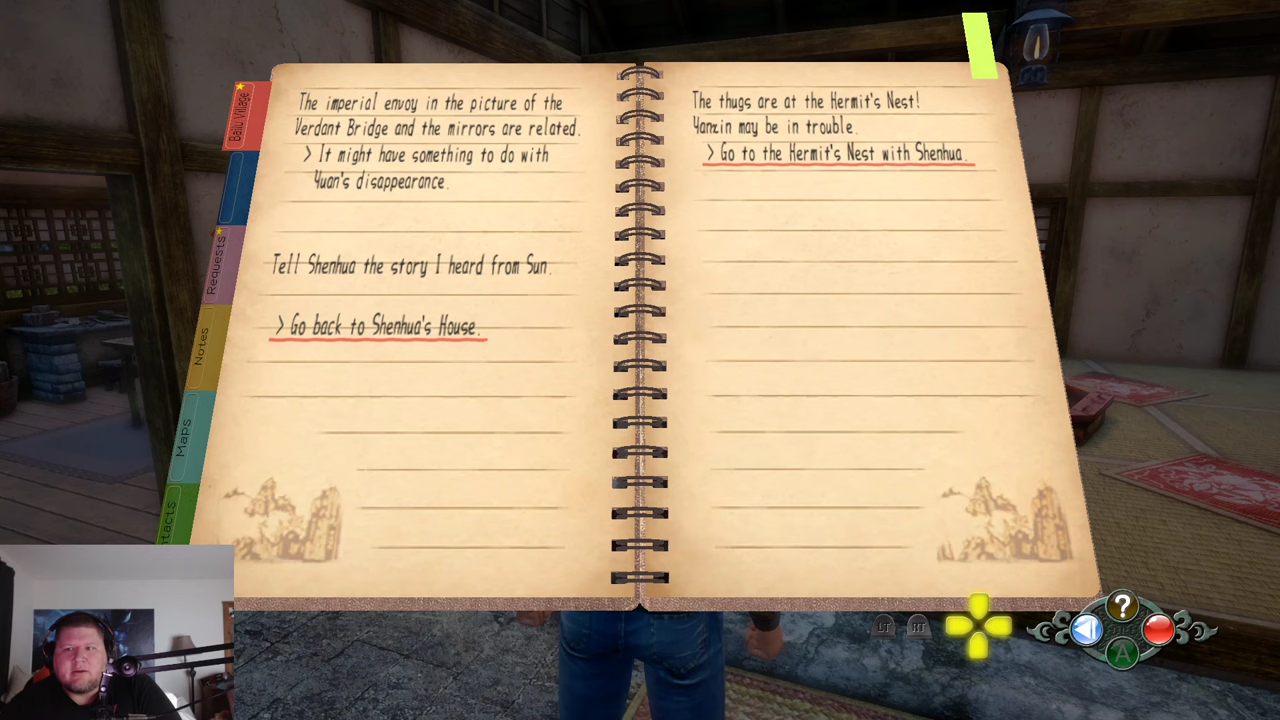 The imperial envoy in the picture of the
Verdant Bridge and the mirrors are related.
> It might have something to do with
Yuan's disappearance.
Tell Shenhua the story I heard from Sun.
> Go back to Shenhua's House.
The thugs are at the Hermit's Nest!
Yanxin may be in trouble.
> Go to the Hermit's Nest with Shenhua.
Bailu Village
Requests
Notes
Maps
tacts
LT
RT
?
A